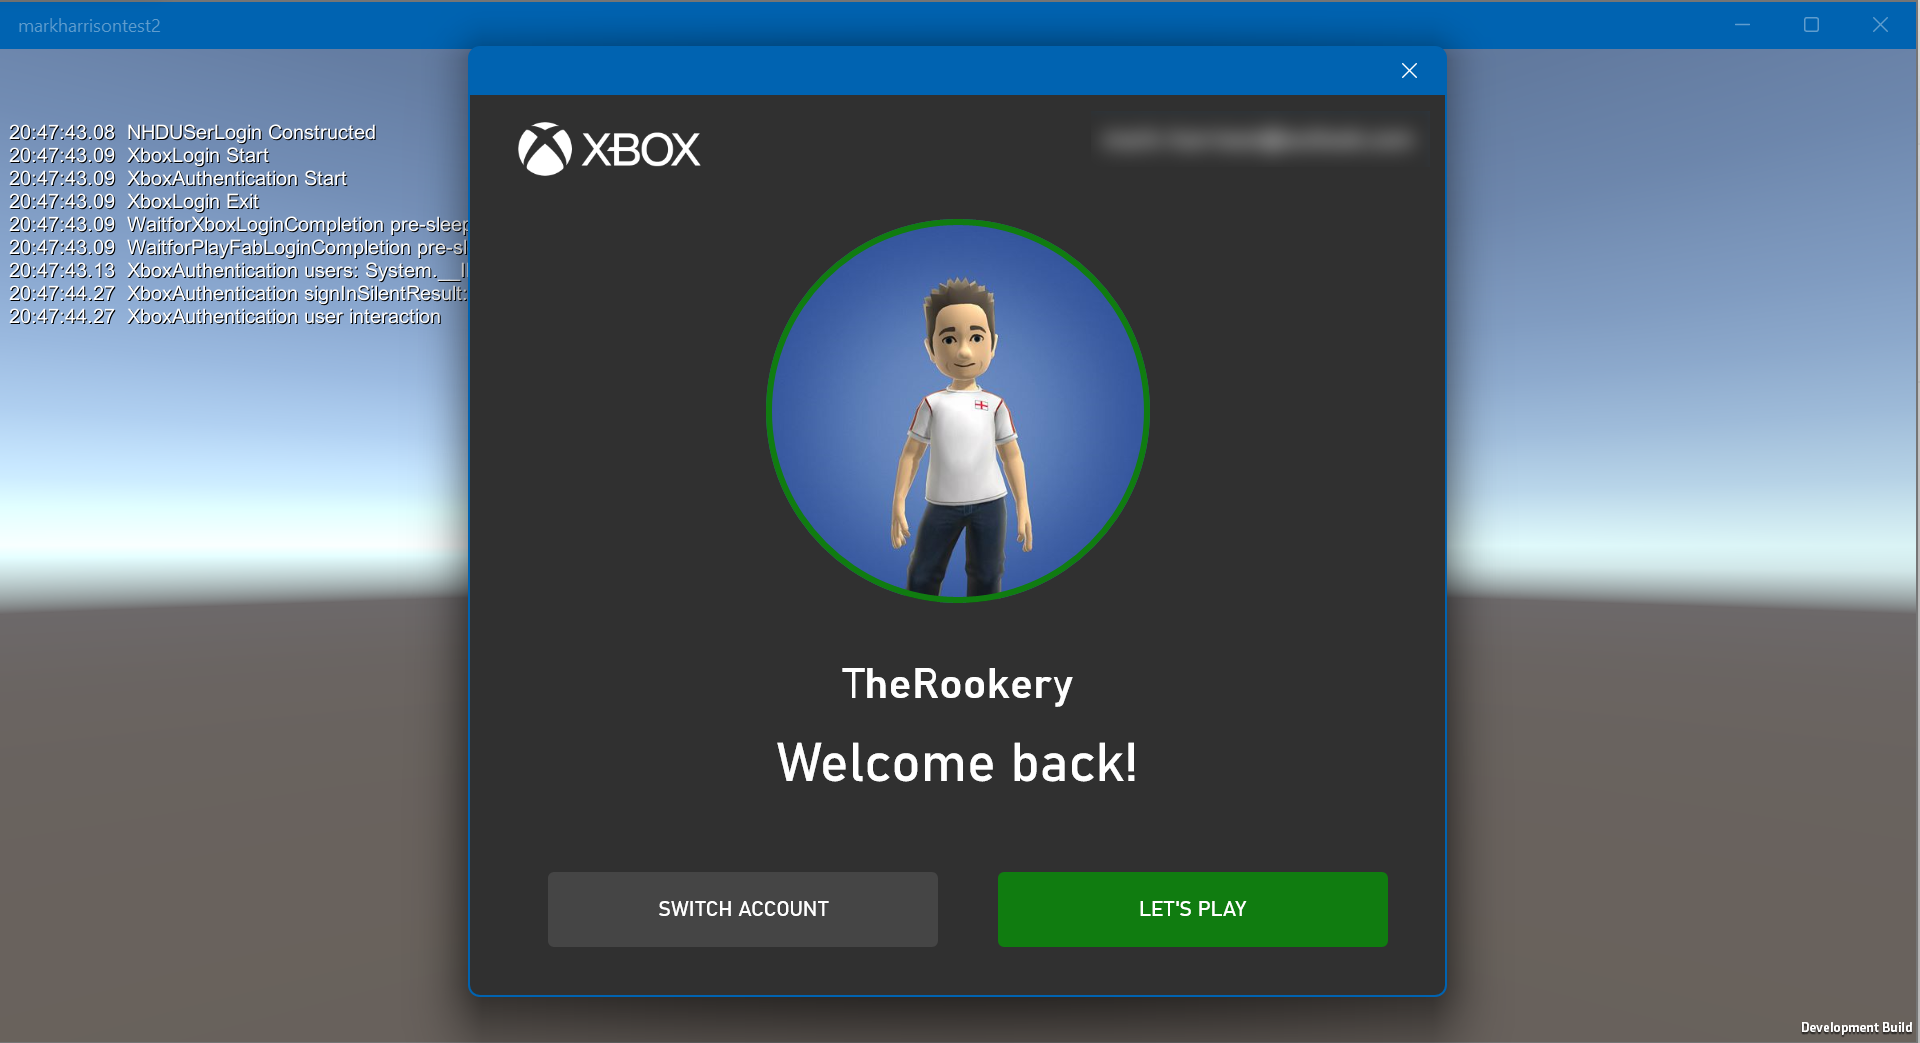 markharrisontest2
20:47:43.08 NHDUSerLogin Constructed
20:47:43.09 XboxLogin Start
20:47:43.09 XboxAuthentication Start
20:47:43.09 XboxLogin Exit
20:47:43.09 WaitforXboxLoginCompletion pre-sleep
20:47:43.09 WaitforPlayFabLoginCompletion pre-sl
20:47:43.13 XboxAuthentication users: System.__I
20:47:44.27 XboxAuthentication signInSilentResult:
20:47:44.27 XboxAuthentication user interaction
XBOX
TheRookery
Welcome back!
SWITCH ACCOUNT
LET'S PLAY
Development Build